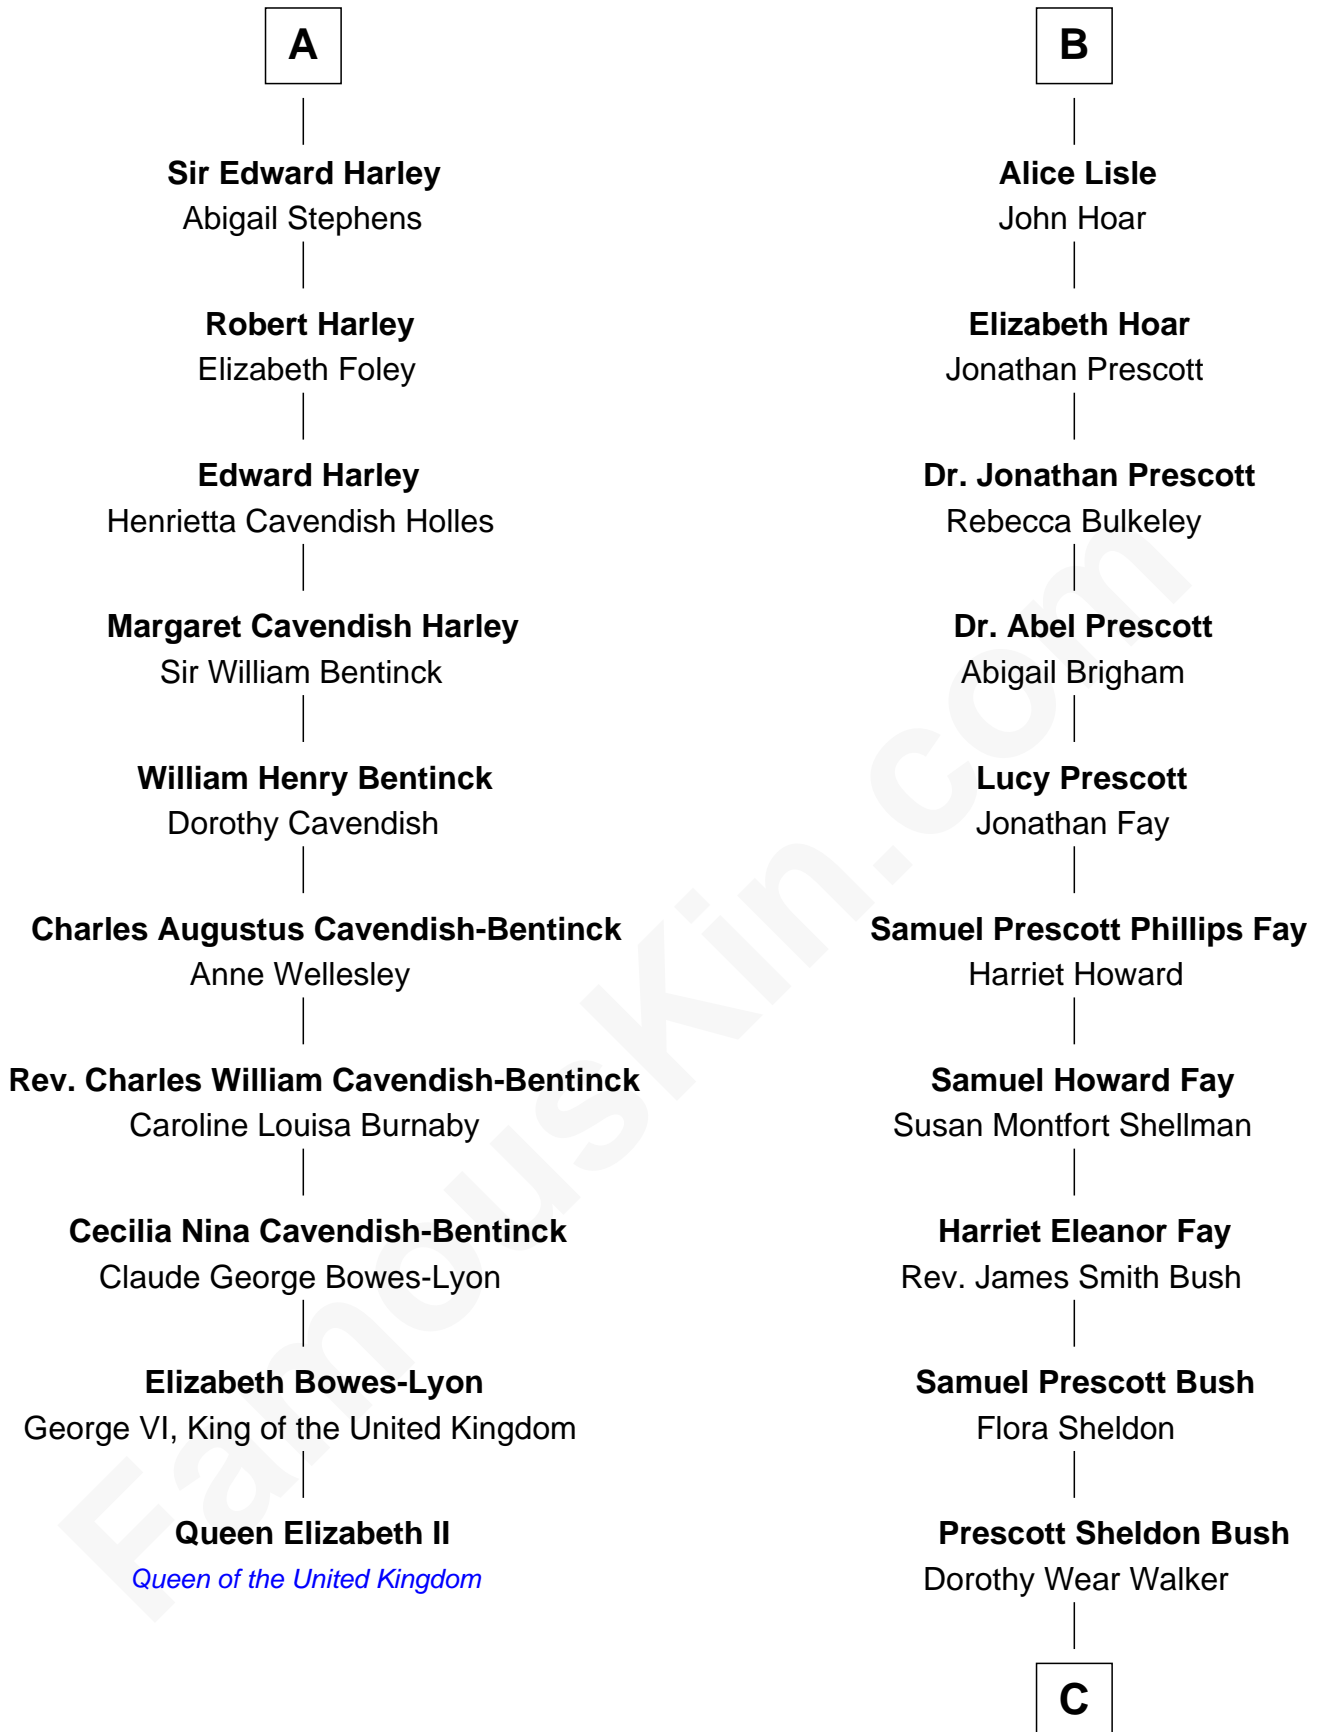 A
Sir Edward Harley
Abigail Stephens
Robert Harley
Elizabeth Foley
Edward Harley
Henrietta Cavendish Holles
Margaret Cavendish Harley
Sir William Bentinck
William Henry Bentinck
Dorothy Cavendish
Charles Augustus Cavendish-Bentinck
Anne Wellesley
Rev. Charles William Cavendish-Bentinck
Caroline Louisa Burnaby
Cecilia Nina Cavendish-Bentinck
Claude George Bowes-Lyon
Elizabeth Bowes-Lyon
George VI, King of the United Kingdom
Queen Elizabeth II
Queen of the United Kingdom
B
Alice Lisle
John Hoar
Elizabeth Hoar
Jonathan Prescott
Dr. Jonathan Prescott
Rebecca Bulkeley
Dr. Abel Prescott
Abigail Brigham
Lucy Prescott
Jonathan Fay
Samuel Prescott Phillips Fay
Harriet Howard
Samuel Howard Fay
Susan Montfort Shellman
Harriet Eleanor Fay
Rev. James Smith Bush
Samuel Prescott Bush
Flora Sheldon
Prescott Sheldon Bush
Dorothy Wear Walker
C
FamousKin.com